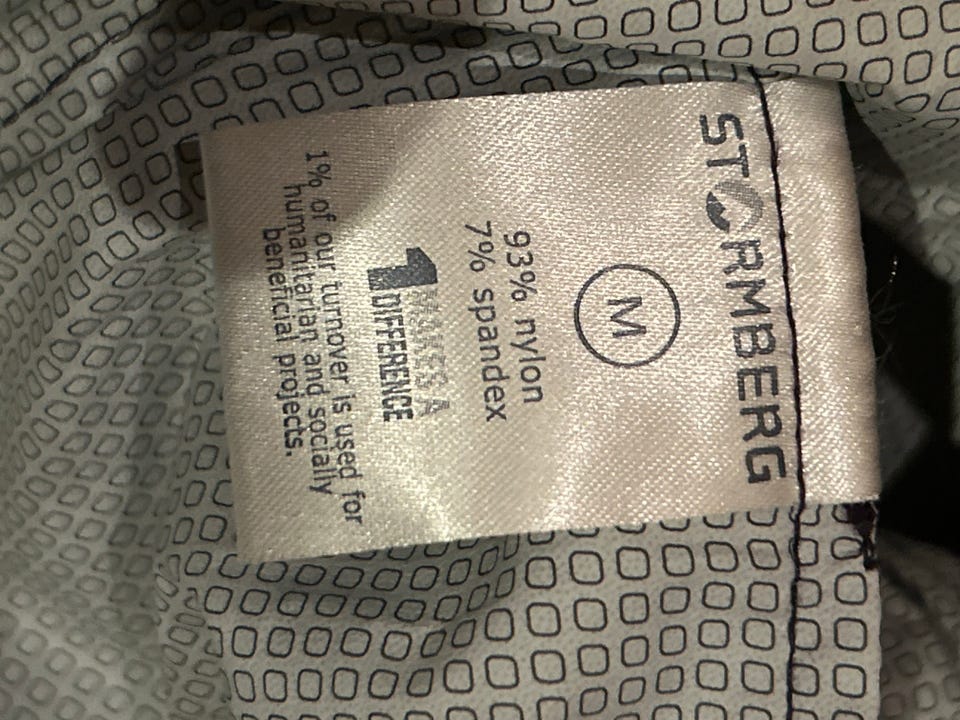 STORMBERG
M
93% nylon
7% spandex
1 MAKES A
DIFFERENCE
1% of our turnover is used for
humanitarian and socially
beneficial projects.